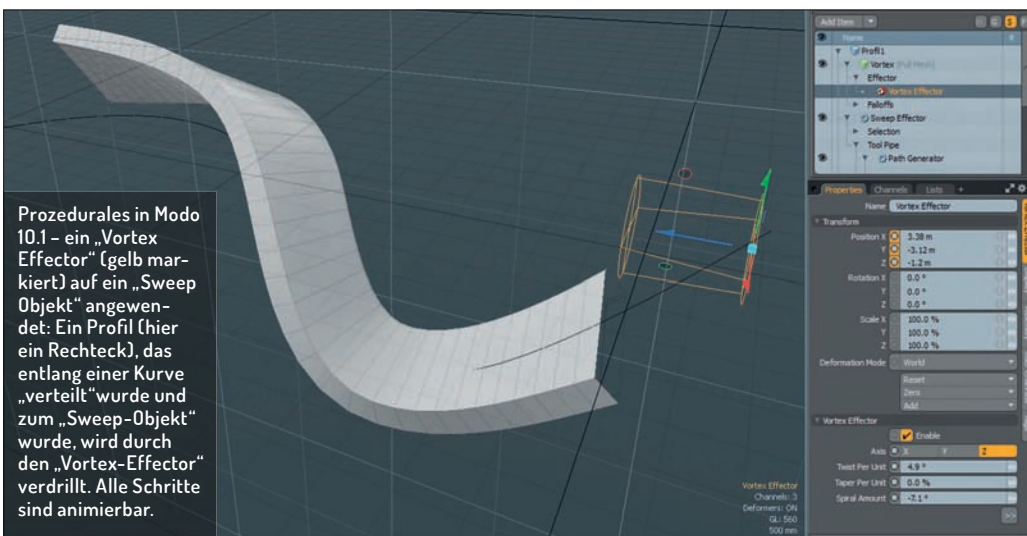 Add Item
S
F
Name
Profil1
Vortex (Pull Mesh)
Effector
Vortex Effector
Falloffs
Sweep Effector
Selection
Tool Pipe
Path Generator
Properties Channels Lists +
Name Vortex Effector
Transform
Position X 3.38 m
Y -3.12 m
Z -1.2 m
Rotation X 0.0 °
Y 0.0 °
Z 0.0 °
Scale X 100.0 %
Y 100.0 %
Z 100.0 %
Deformation Mode World
Reset
Zero
Add
Vortex Effector
Enable
Axis X Y Z
Twist Per Unit 4.9 °
Taper Per Unit 0.0 %
Spiral Amount -7.1 °
>>
Prozedurales in Modo
10.1 – ein „Vortex
Effector“ (gelb mar-
kiert) auf ein „Sweep
Objekt“ angewen-
det: Ein Profil (hier
ein Rechteck), das
entlang einer Kurve
„verteilt“wurde und
zum „Sweep-Objekt“
wurde, wird durch
den „Vortex-Effector“
verdrillt. Alle Schritte
sind animierbar.
Vortex Effector
Channels: 3
Deformers: ON
GL: 560
500 mm